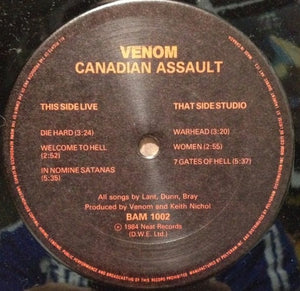 VENOM
CANADIAN ASSAULT
THIS SIDE LIVE
DIE HARD (3:24)
WELCOME TO HELL
(2:52)
IN NOMINE SATANAS
(5:35)
THAT SIDE STUDIO
WARHEAD (3:20)
WOMEN (2:55)
7 GATES OF HELL (5:37)
All songs by Lant, Dunn, Bray
Produced by Venom and Keith Nichol
BAM 1002
℗ 1984 Neat Records
(D.W.E. Ltd.)